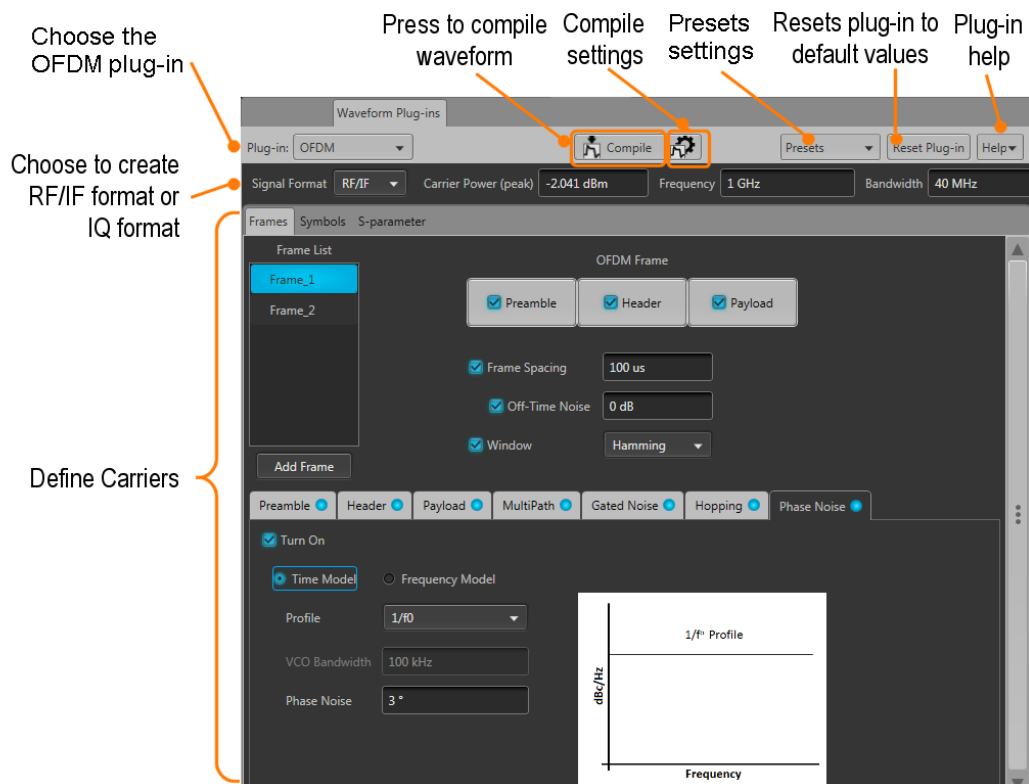 Choose the
OFDM plug-in
Press to compile
waveform
Compile
settings
Presets
settings
Resets plug-in to
default values
Plug-in
help
Waveform Plug-ins
Plug-in: OFDM
Compile
Presets
Reset Plug-in
Help
Choose to create
RF/IF format or
IQ format
Signal Format RF/IF Carrier Power (peak) -2.041 dBm Frequency 1 GHz Bandwidth 40 MHz
Frames Symbols S-parameter
Frame List
Frame_1
Frame_2
Add Frame
OFDM Frame
Preamble Header Payload
Frame Spacing 100 us
Off-Time Noise 0 dB
Window Hamming
Define Carriers
Preamble Header Payload MultiPath Gated Noise Hopping Phase Noise
Turn On
Time Model Frequency Model
Profile 1/f0
VCO Bandwidth 100 kHz
Phase Noise 3 °
1/f⁰ Profile
dBc/Hz
Frequency